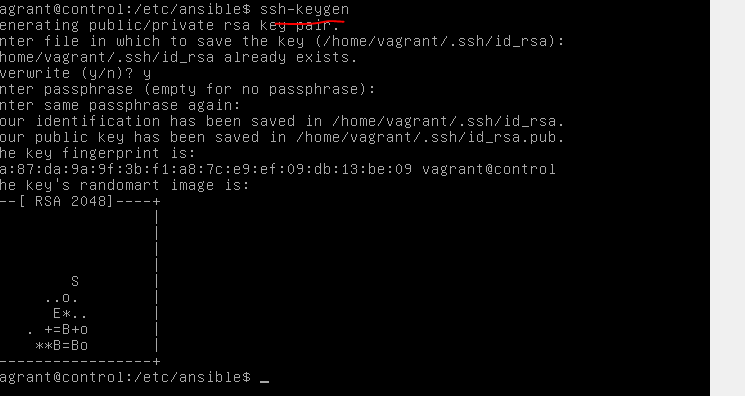 agrant@control:/etc/ansible$ ssh-keygen
enerating public/private rsa key pair.
nter file in which to save the key (/home/vagrant/.ssh/id_rsa):
home/vagrant/.ssh/id_rsa already exists.
verwrite (y/n)? y
nter passphrase (empty for no passphrase):
nter same passphrase again:
our identification has been saved in /home/vagrant/.ssh/id_rsa.
our public key has been saved in /home/vagrant/.ssh/id_rsa.pub.
he key fingerprint is:
a:87:da:9a:9f:3b:f1:a8:7c:e9:ef:09:db:13:be:09 vagrant@control
he key's randomart image is:
--[ RSA 2048]----+
                 |
                 |
                 |
                 |
        S        |
     ..o.        |
      E*..       |
   . +=B+o       |
    **B=Bo       |
-----------------+
agrant@control:/etc/ansible$ _